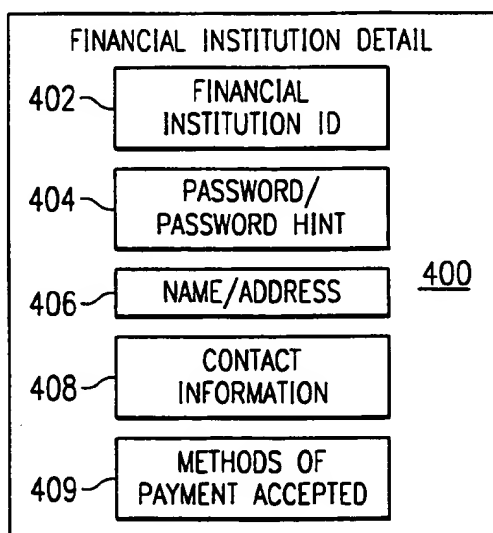 FINANCIAL INSTITUTION DETAIL
402
FINANCIAL
INSTITUTION ID
404
PASSWORD/
PASSWORD HINT
406
NAME/ADDRESS
400
408
CONTACT
INFORMATION
409
METHODS OF
PAYMENT ACCEPTED